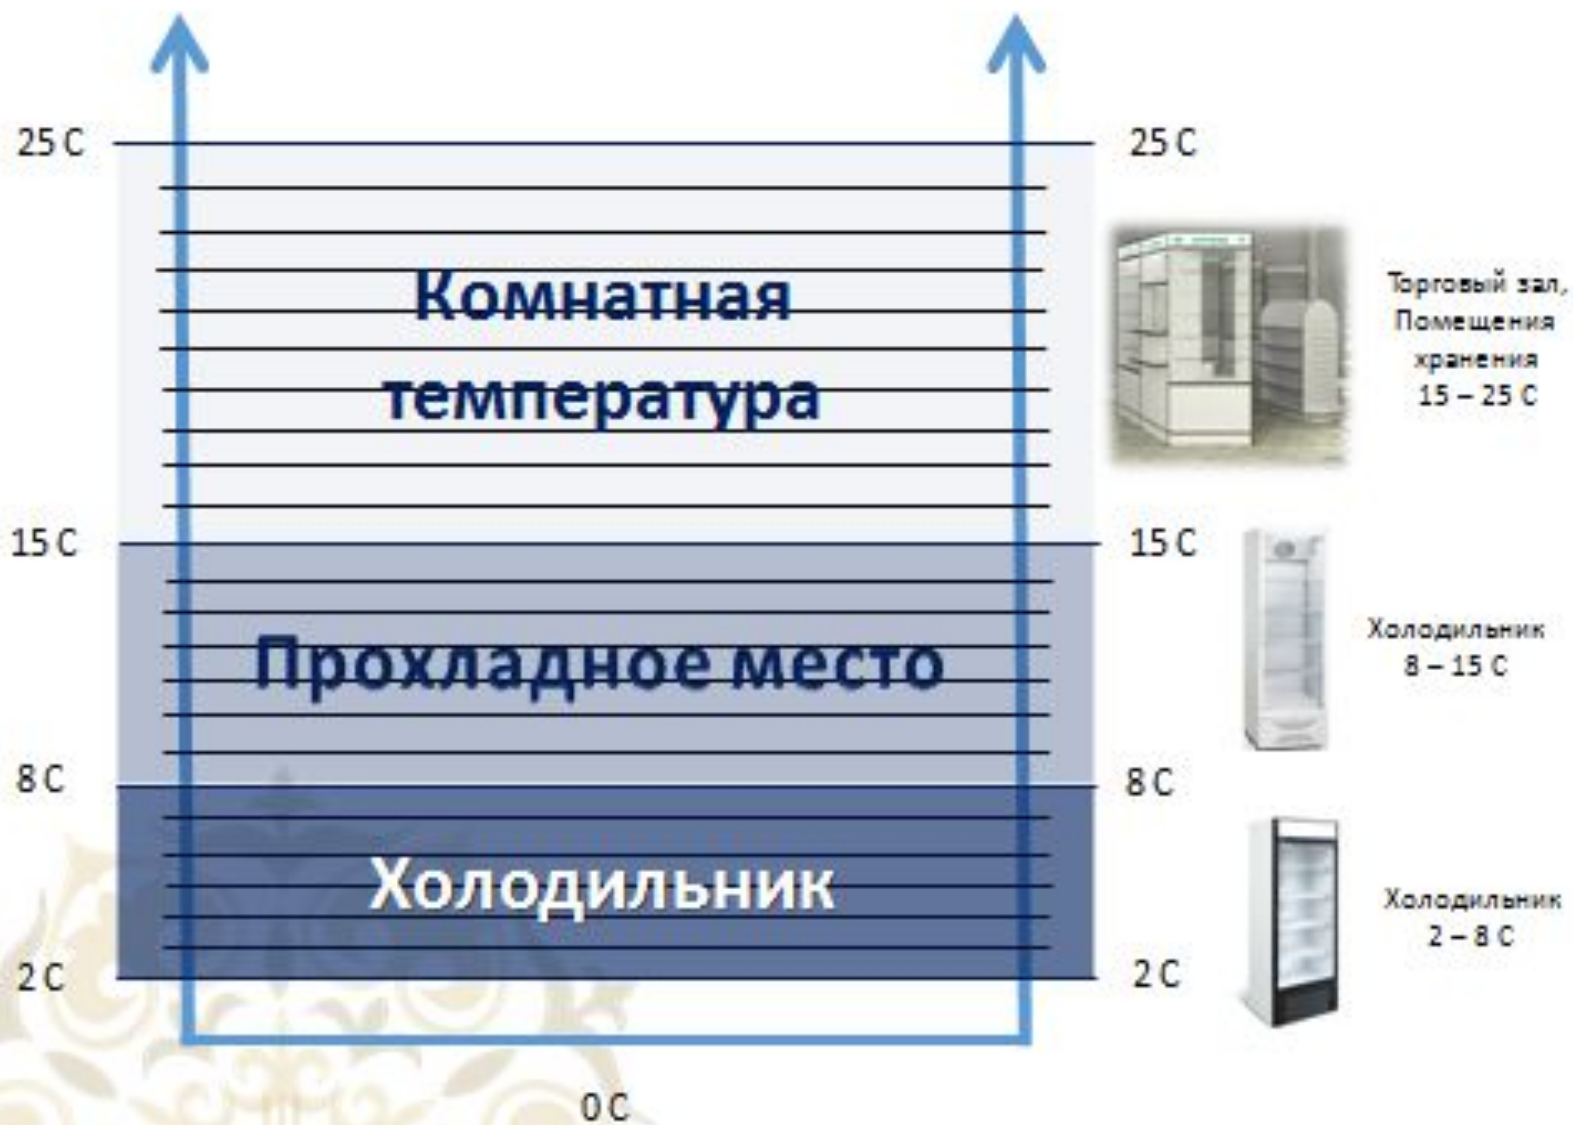 25 С
25 С
Комнатная
температура
Торговый зал,
Помещения
хранения
15 – 25 С
15 С
15 С
Прохладное место
Холодильник
8 – 15 С
8 С
8 С
Холодильник
Холодильник
2 – 8 С
2 С
2 С
0 С